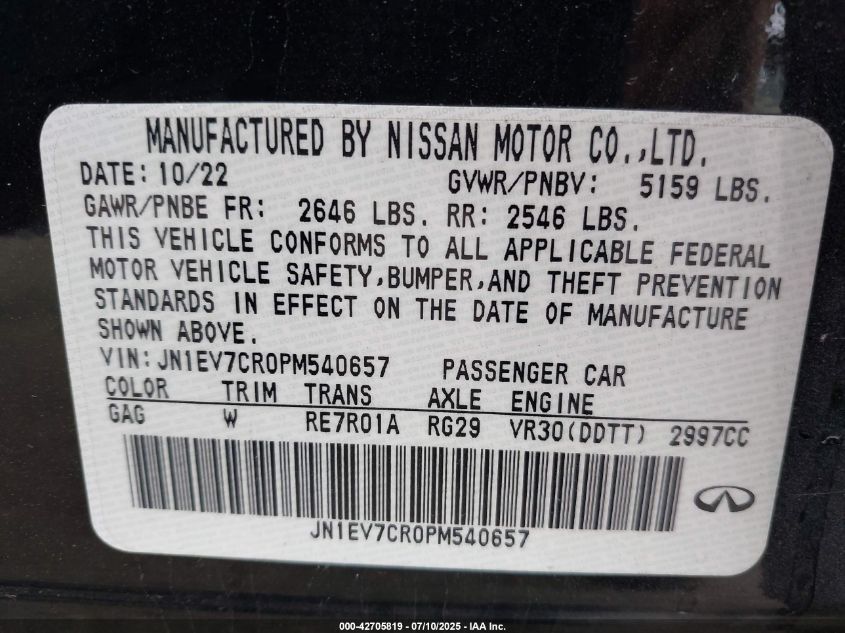 MANUFACTURED BY NISSAN MOTOR CO.,LTD.
DATE: 10/22 GVWR/PNBV: 5159 LBS.
GAWR/PNBE FR: 2646 LBS. RR: 2546 LBS.
THIS VEHICLE CONFORMS TO ALL APPLICABLE FEDERAL
MOTOR VEHICLE SAFETY,BUMPER,AND THEFT PREVENTION
STANDARDS IN EFFECT ON THE DATE OF MANUFACTURE
SHOWN ABOVE.
VIN:JN1EV7CR0PM540657 PASSENGER CAR
COLOR TRIM TRANS AXLE ENGINE
GAG W RE7R01A RG29 VR30(DDTT) 2997CC
JN1EV7CR0PM540657
000-42705819 / 07/10/2025 - IAA Inc.